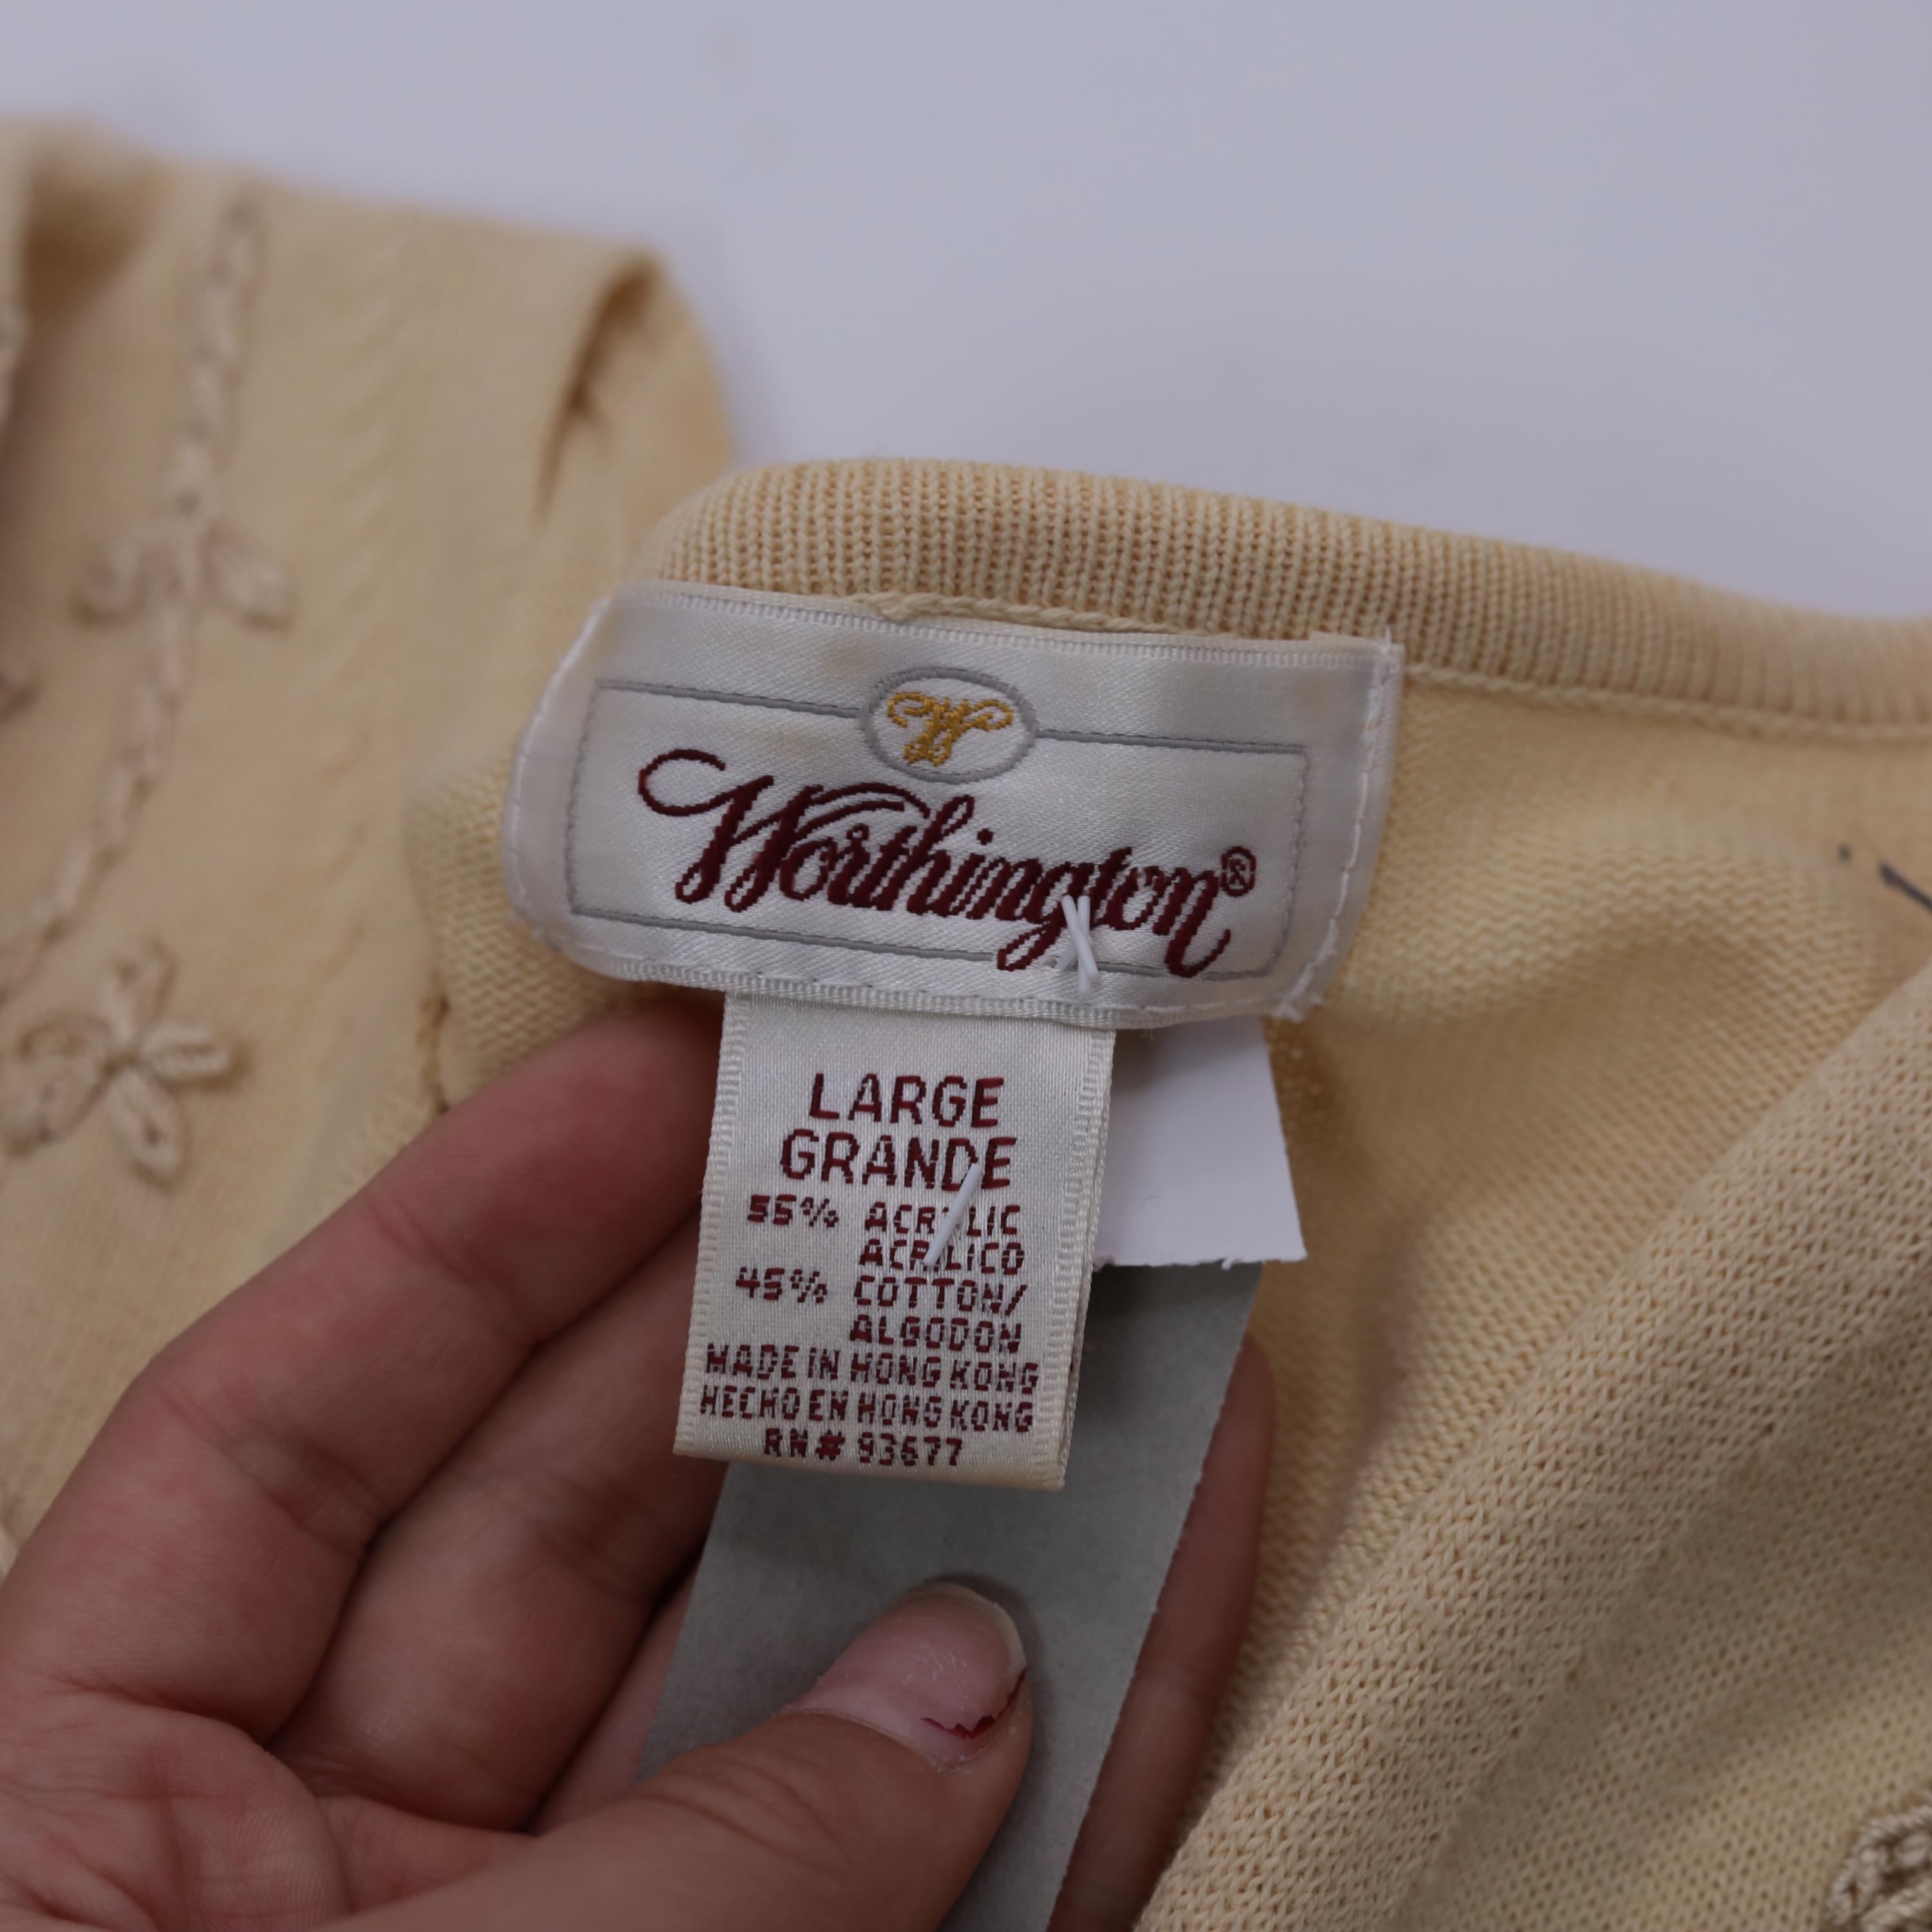 W
Worthington®
LARGE
GRANDE
55% ACRYLIC
ACRILICO
45% COTTON/
ALGODON
MADE IN HONG KONG
HECHO EN HONG KONG
RN# 93677